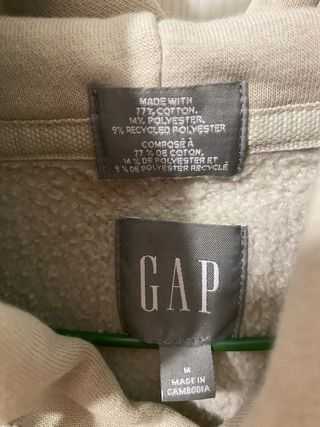 MADE WITH
77% COTTON,
14% POLYESTER,
9% RECYCLED POLYESTER
COMPOSÉ À
77 % DE COTON,
14 % DE POLYESTER ET
9 % DE POLYESTER RECYCLÉ
GAP
M
MADE IN
CAMBODIA